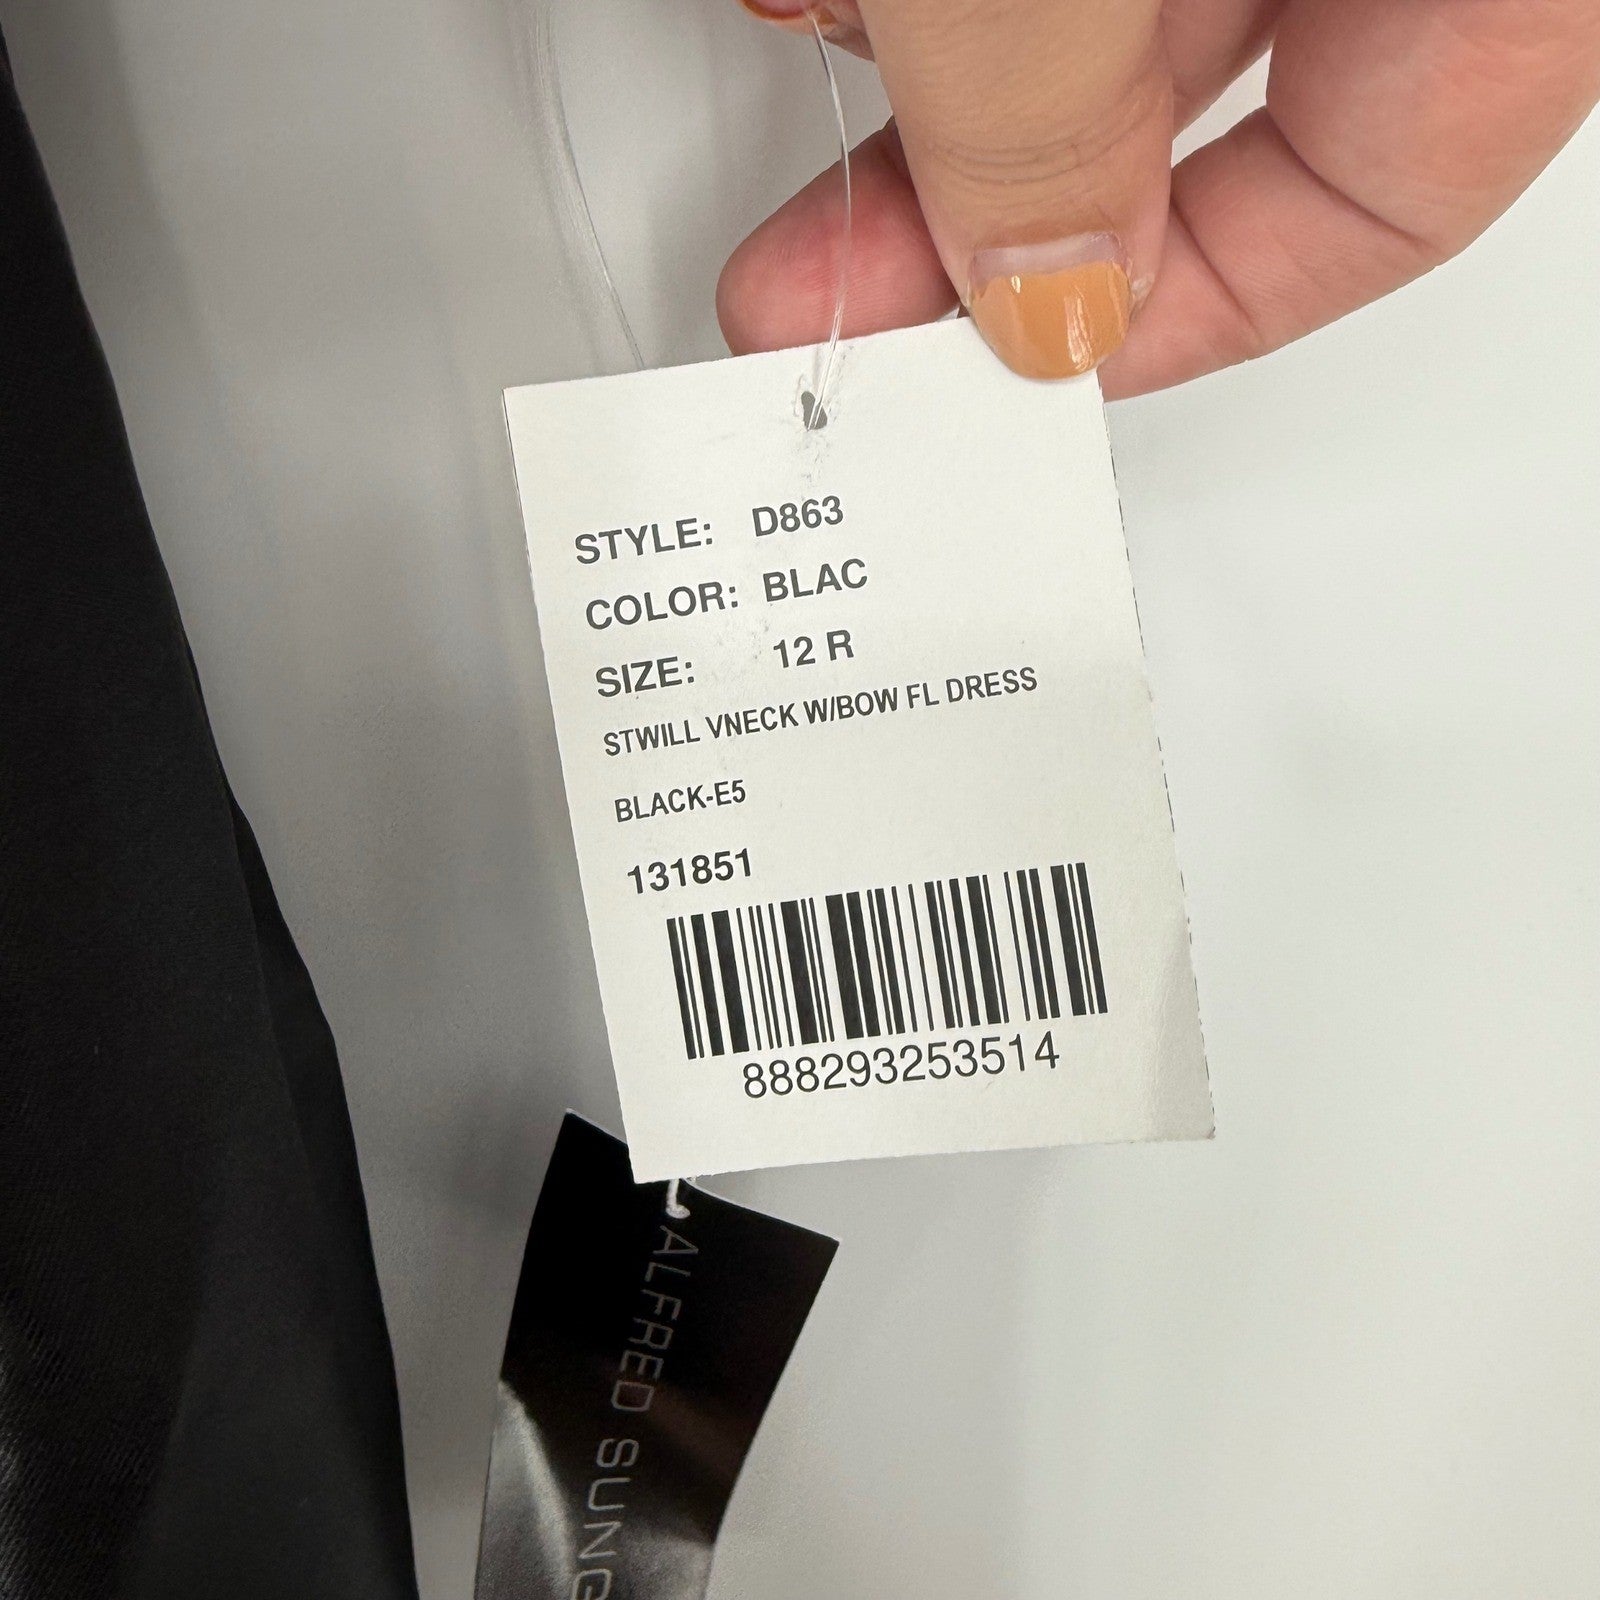 STYLE: D863
COLOR: BLAC
SIZE: 12 R
STWILL VNECK W/BOW FL DRESS
BLACK-E5
131851
888293253514
ALFRED SUNG